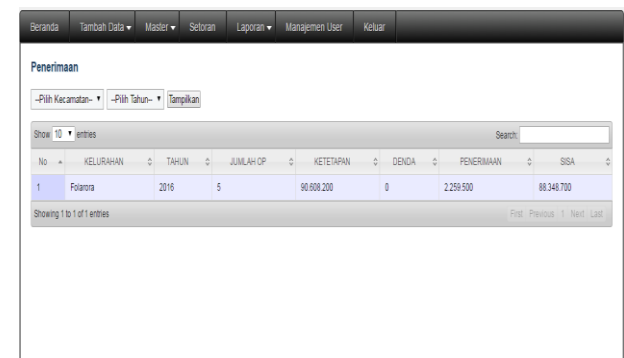 Beranda Tambah Data Master Setoran Laporan Manajemen User Keluar
Penerimaan
--Pilih Kecamatan-- --Pilih Tahun-- Tampilkan
Show 10 entries Search:
No KELURAHAN TAHUN JUMLAH OP KETETAPAN DENDA PENERIMAAN SISA
1 Folarora 2016 5 90.608.200 0 2.259.500 88.348.700
Showing 1 to 1 of 1 entries First Previous 1 Next Last